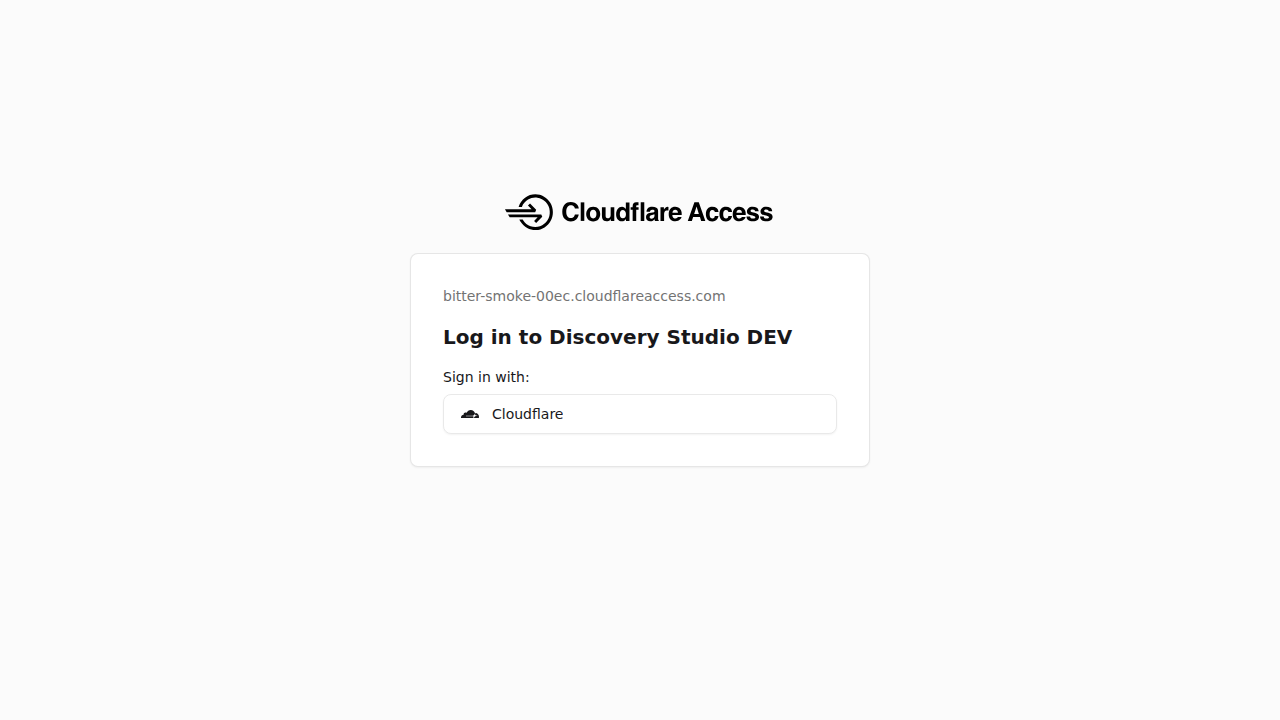 Cloudflare Access
bitter-smoke-00ec.cloudflareaccess.com
Log in to Discovery Studio DEV
Sign in with:
Cloudflare